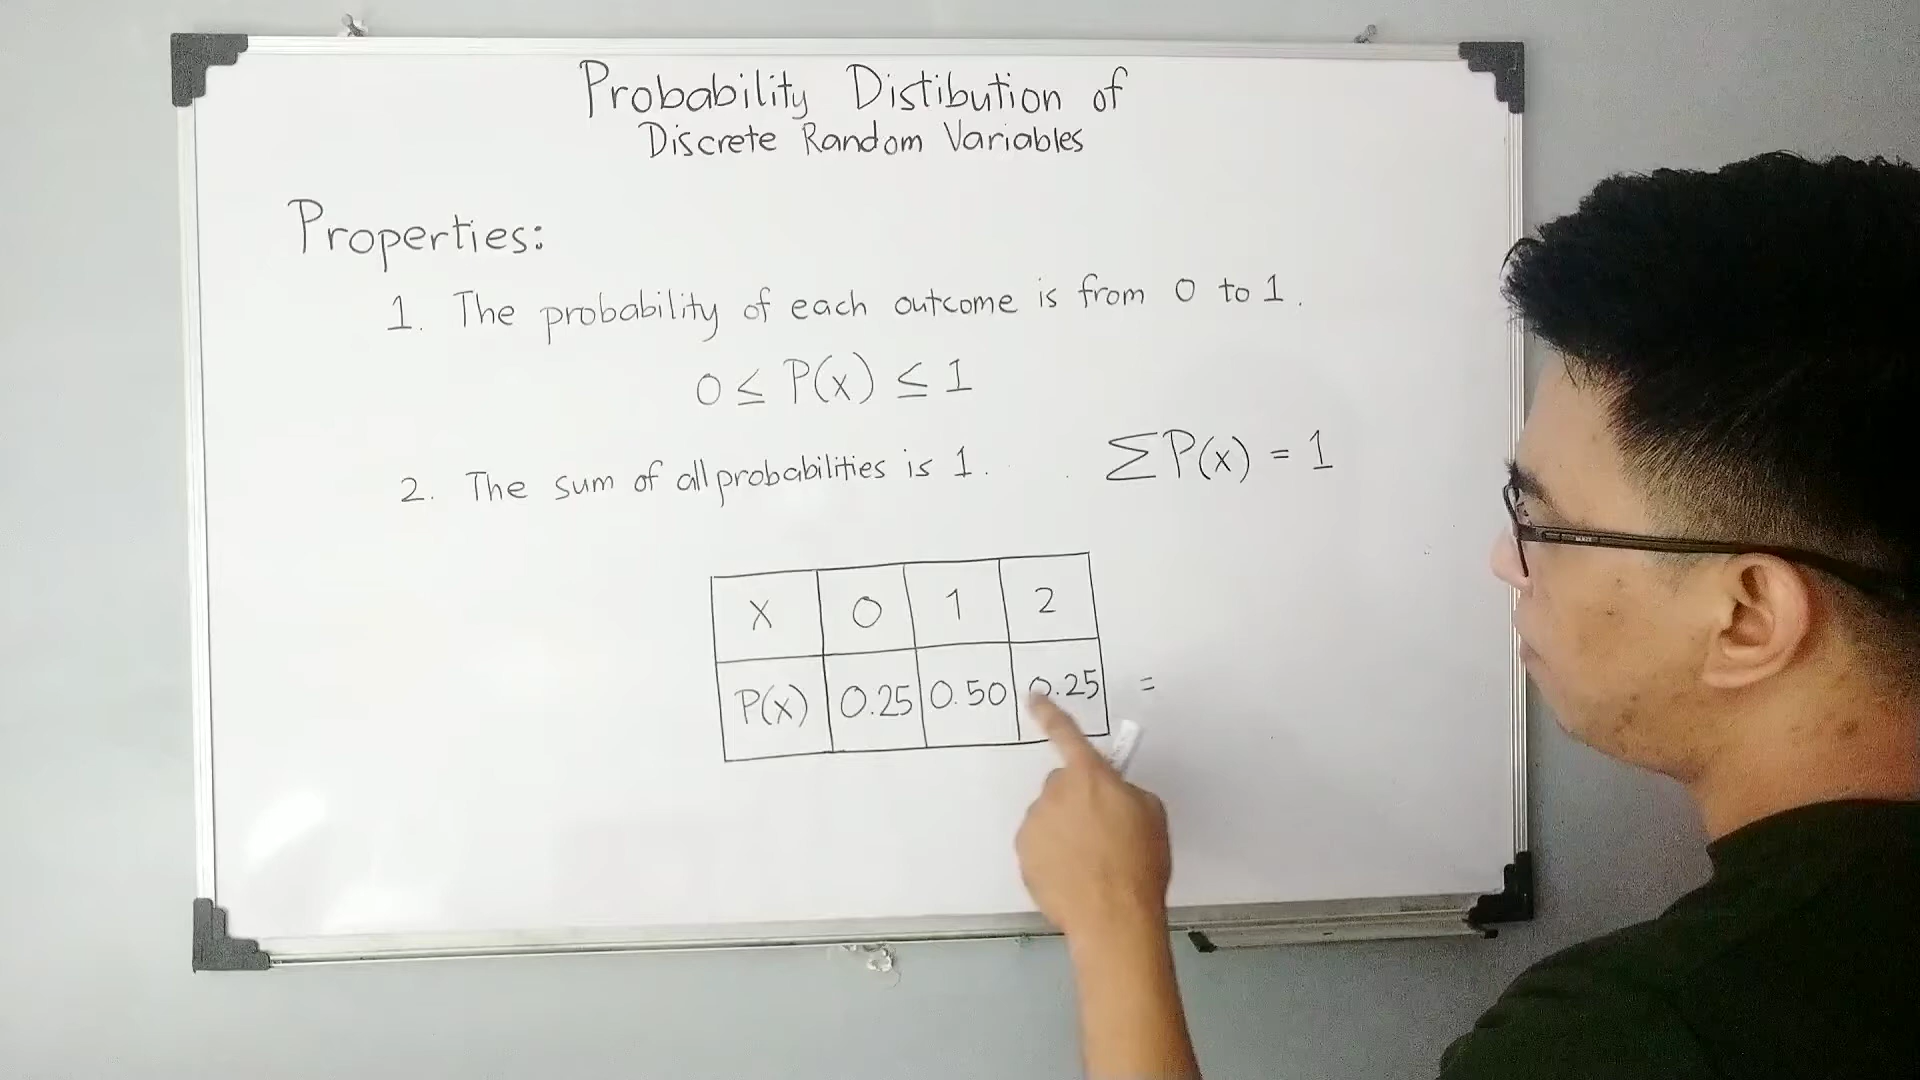 Probability Distibution of
Discrete Random Variables
Properties:
1. The probability of each outcome is from 0 to 1.
0 ≤ P(x) ≤ 1
2. The sum of all probabilities is 1. ΣP(x) = 1
X 0 1 2
P(x) 0.25 0.50 0.25 =